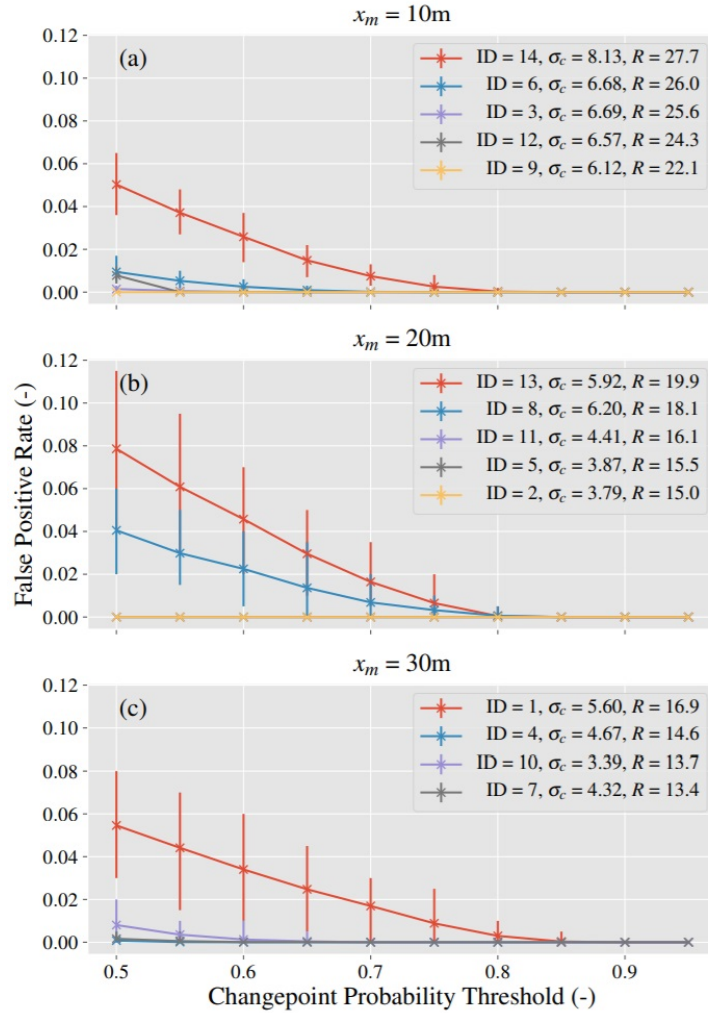 x_m = 10m
0.12
0.10
0.08
0.06
0.04
0.02
0.00
(a)
ID = 14, σ_c = 8.13, R = 27.7
ID = 6, σ_c = 6.68, R = 26.0
ID = 3, σ_c = 6.69, R = 25.6
ID = 12, σ_c = 6.57, R = 24.3
ID = 9, σ_c = 6.12, R = 22.1
x_m = 20m
0.12
0.10
0.08
0.06
0.04
0.02
0.00
(b)
ID = 13, σ_c = 5.92, R = 19.9
ID = 8, σ_c = 6.20, R = 18.1
ID = 11, σ_c = 4.41, R = 16.1
ID = 5, σ_c = 3.87, R = 15.5
ID = 2, σ_c = 3.79, R = 15.0
False Positive Rate (-)
x_m = 30m
0.12
0.10
0.08
0.06
0.04
0.02
0.00
(c)
ID = 1, σ_c = 5.60, R = 16.9
ID = 4, σ_c = 4.67, R = 14.6
ID = 10, σ_c = 3.39, R = 13.7
ID = 7, σ_c = 4.32, R = 13.4
0.5 0.6 0.7 0.8 0.9
Changepoint Probability Threshold (-)